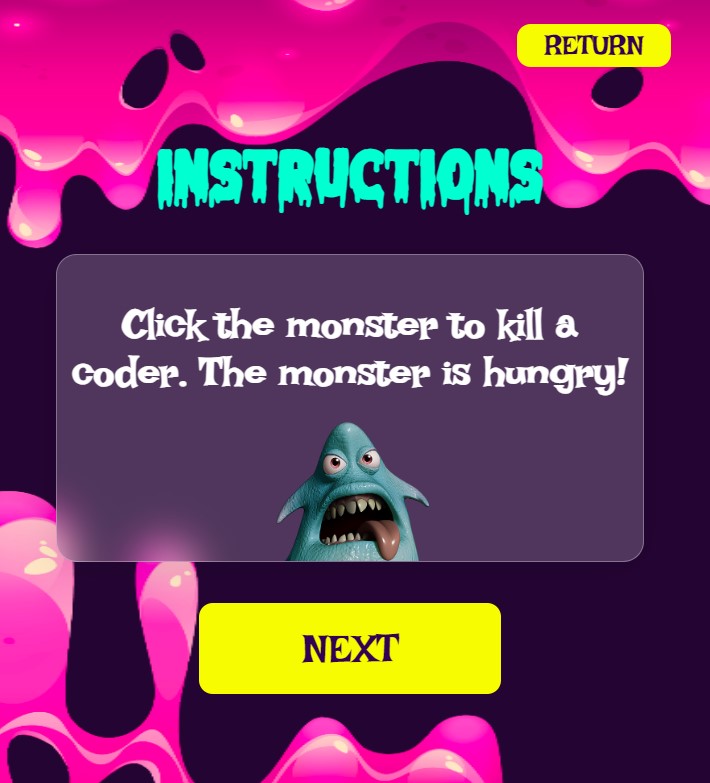 RETURN
INSTRUCTIONS
Click the monster to kill a
coder. The monster is hungry!
NEXT